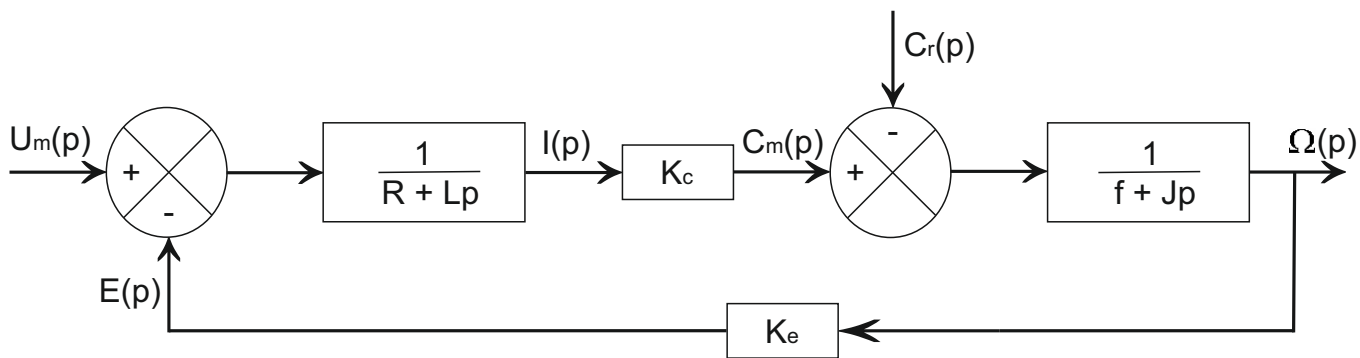 Cr(p)
Um(p)
+
-
1
R + Lp
I(p)
Kc
Cm(p)
-
+
1
f + Jp
Ω(p)
E(p)
Ke